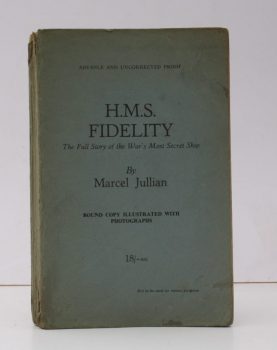 ADVANCE AND UNCORRECTED PROOF
H.M.S.
FIDELITY
The Full Story of the War's Most Secret Ship
By
Marcel Jullian
BOUND COPY ILLUSTRATED WITH
PHOTOGRAPHS
18/-